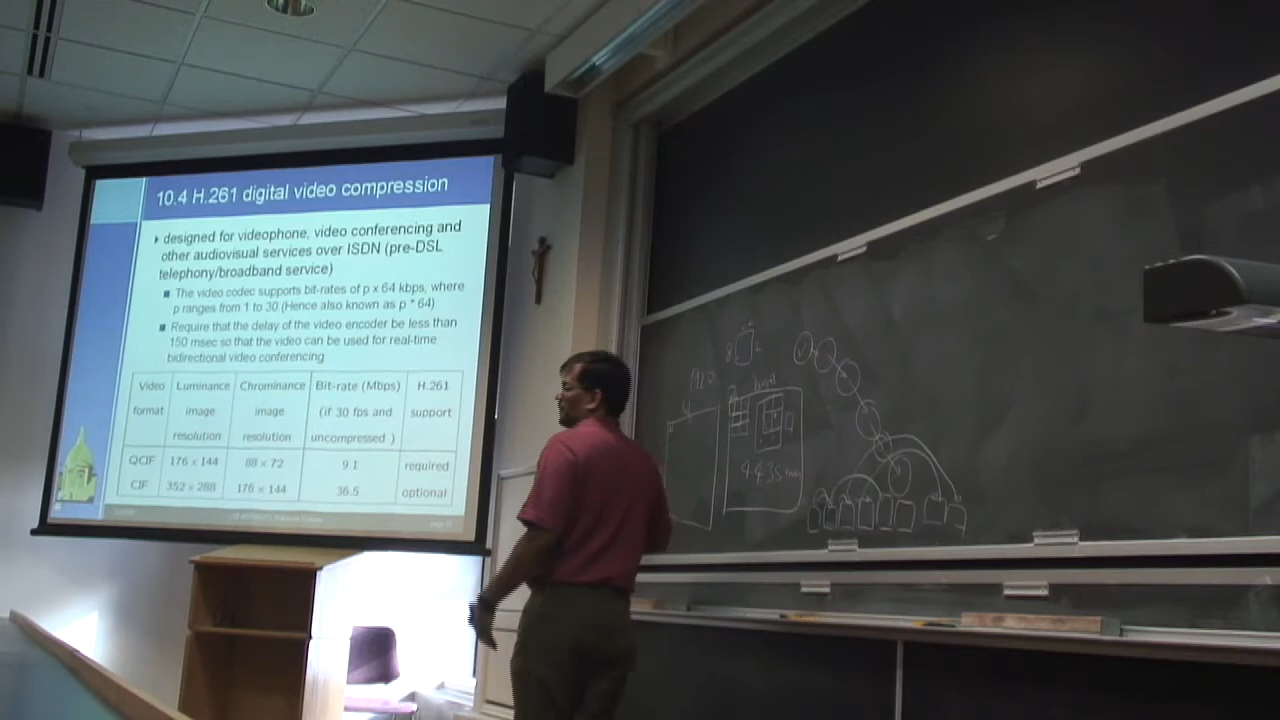 10.4 H.261 digital video compression
designed for videophone, video conferencing and
other audiovisual services over ISDN (pre-DSL
telephony/broadband service)
The video codec supports bit-rates of p x 64 kbps, where
p ranges from 1 to 30 (Hence also known as p * 64)
Require that the delay of the video encoder be less than
150 msec so that the video can be used for real-time
bidirectional video conferencing
Video format Luminance image resolution Chrominance image resolution Bit-rate (Mbps) (if 30 fps and uncompressed ) H.261 support
QCIF 176 × 144 88 × 72 9.1 required
CIF 352 × 288 176 × 144 36.5 optional